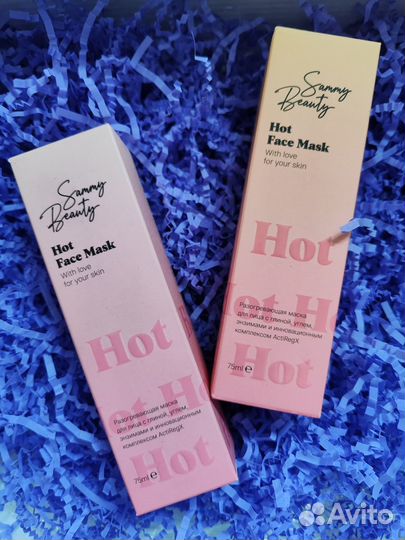 Sammy
Beauty
Hot
Face Mask
With love
for your skin
Hot
Hot Ho
Разогревающая маска
для лица с глиной, углем,
энзимами и инновационным
комплексом ActiRegX
Hot
75ml e
Sammy
Beauty
Hot
Face Mask
With love
for your skin
Hot
Hot Ho
Разогревающая маска
для лица с глиной, углем,
энзимами и инновационным
комплексом ActiRegX
Hot
75ml e
Avito